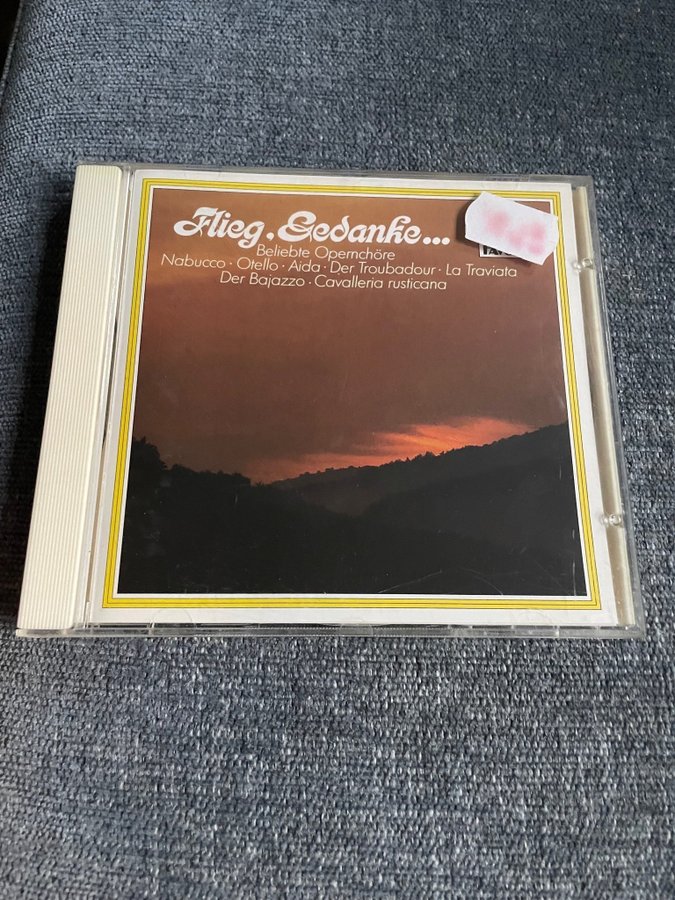 Flieg, Gedanke...
Beliebte Opernchöre
Nabucco · Otello · Aida · Der Troubadour · La Traviata
Der Bajazzo · Cavalleria rusticana